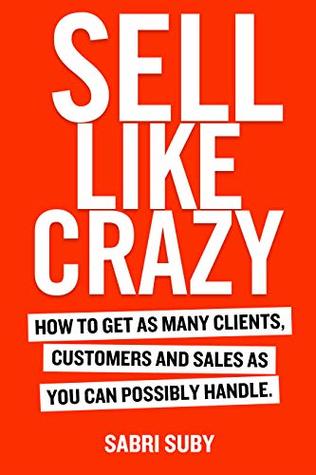 SELL
LIKE
CRAZY
HOW TO GET AS MANY CLIENTS,
CUSTOMERS AND SALES AS
YOU CAN POSSIBLY HANDLE.
SABRI SUBY